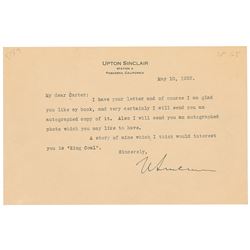 UPTON SINCLAIR
STATION A
PASADENA, CALIFORNIA
May 10,
My dear Carter:
I have your letter and of course I am glad
you like my book, and very certainly I will send you an
autographed copy of it. Also I will send you an autographed
photo which you may like to have.
A story of mine which I think would interest
you is "King Coal".
Sincerely,